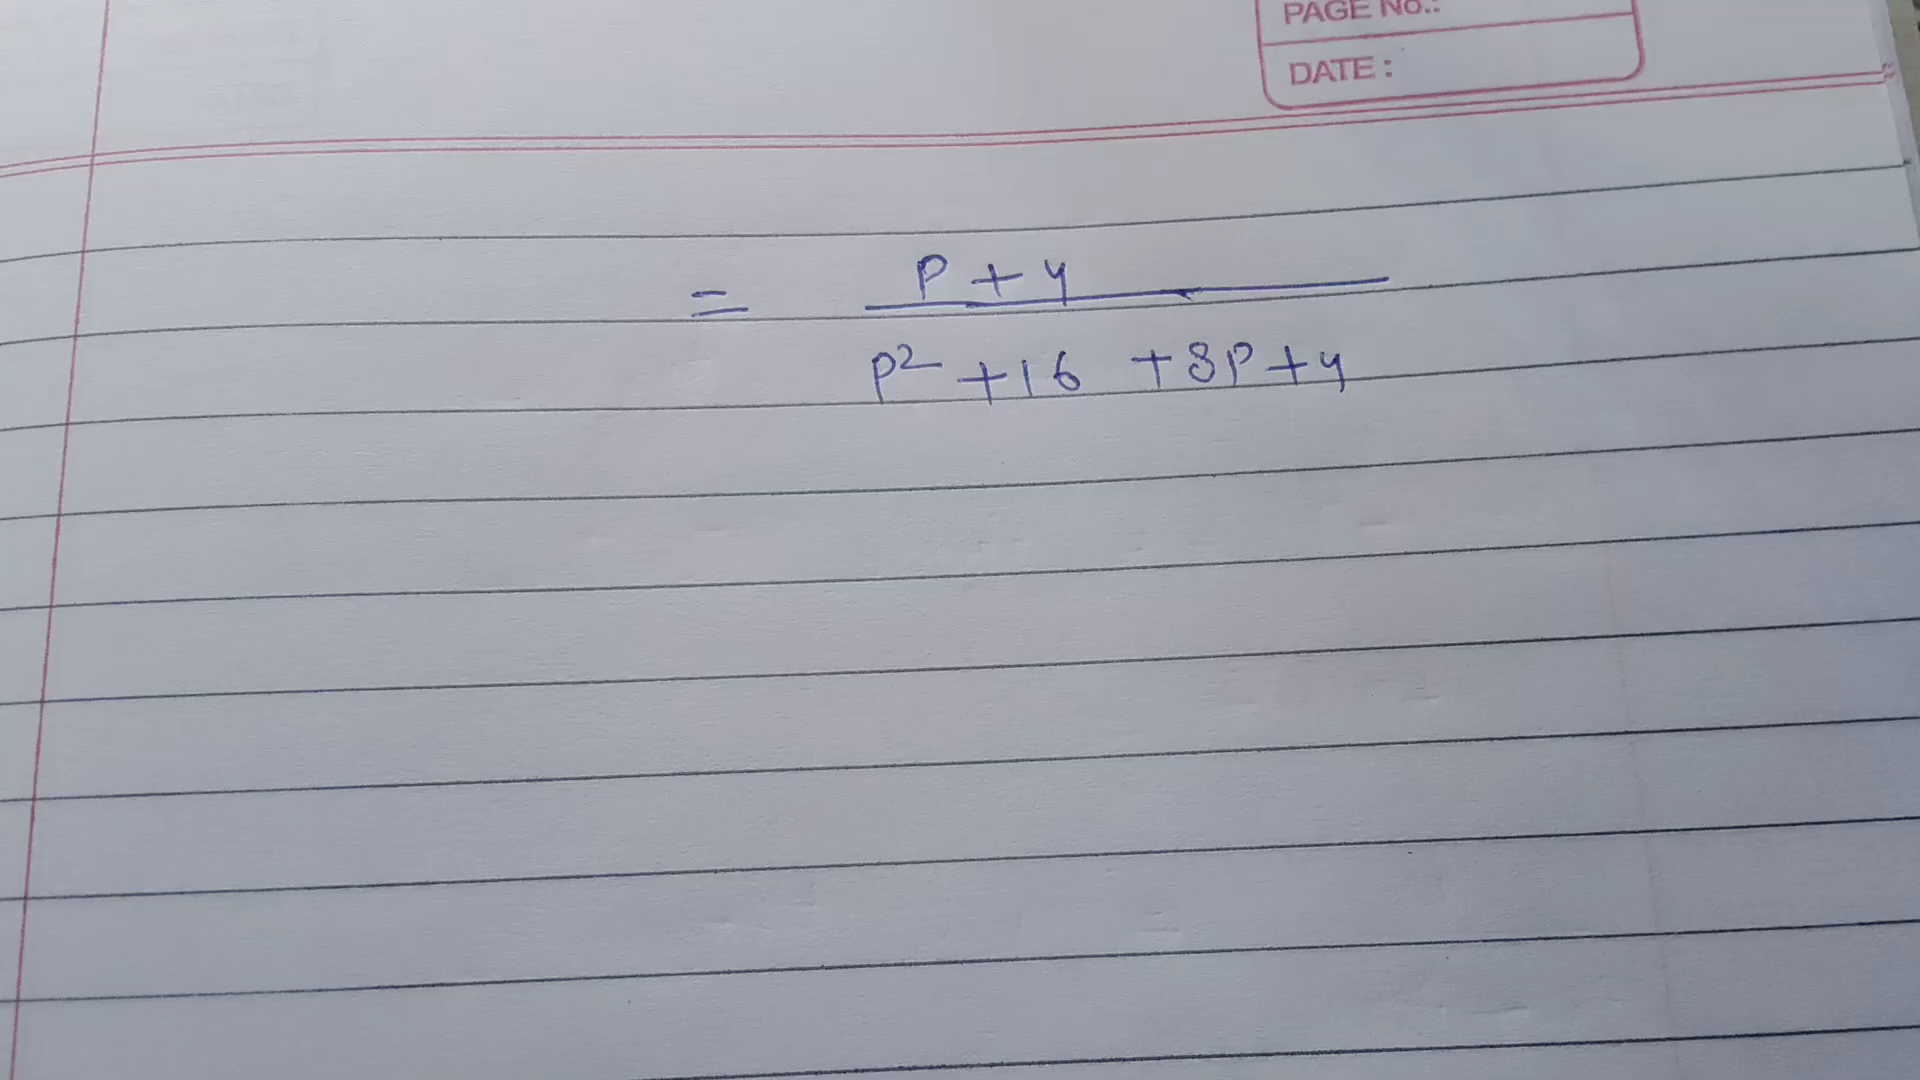 PAGE No.:
DATE :
= P + 4
P² + 16 + 8P + 4